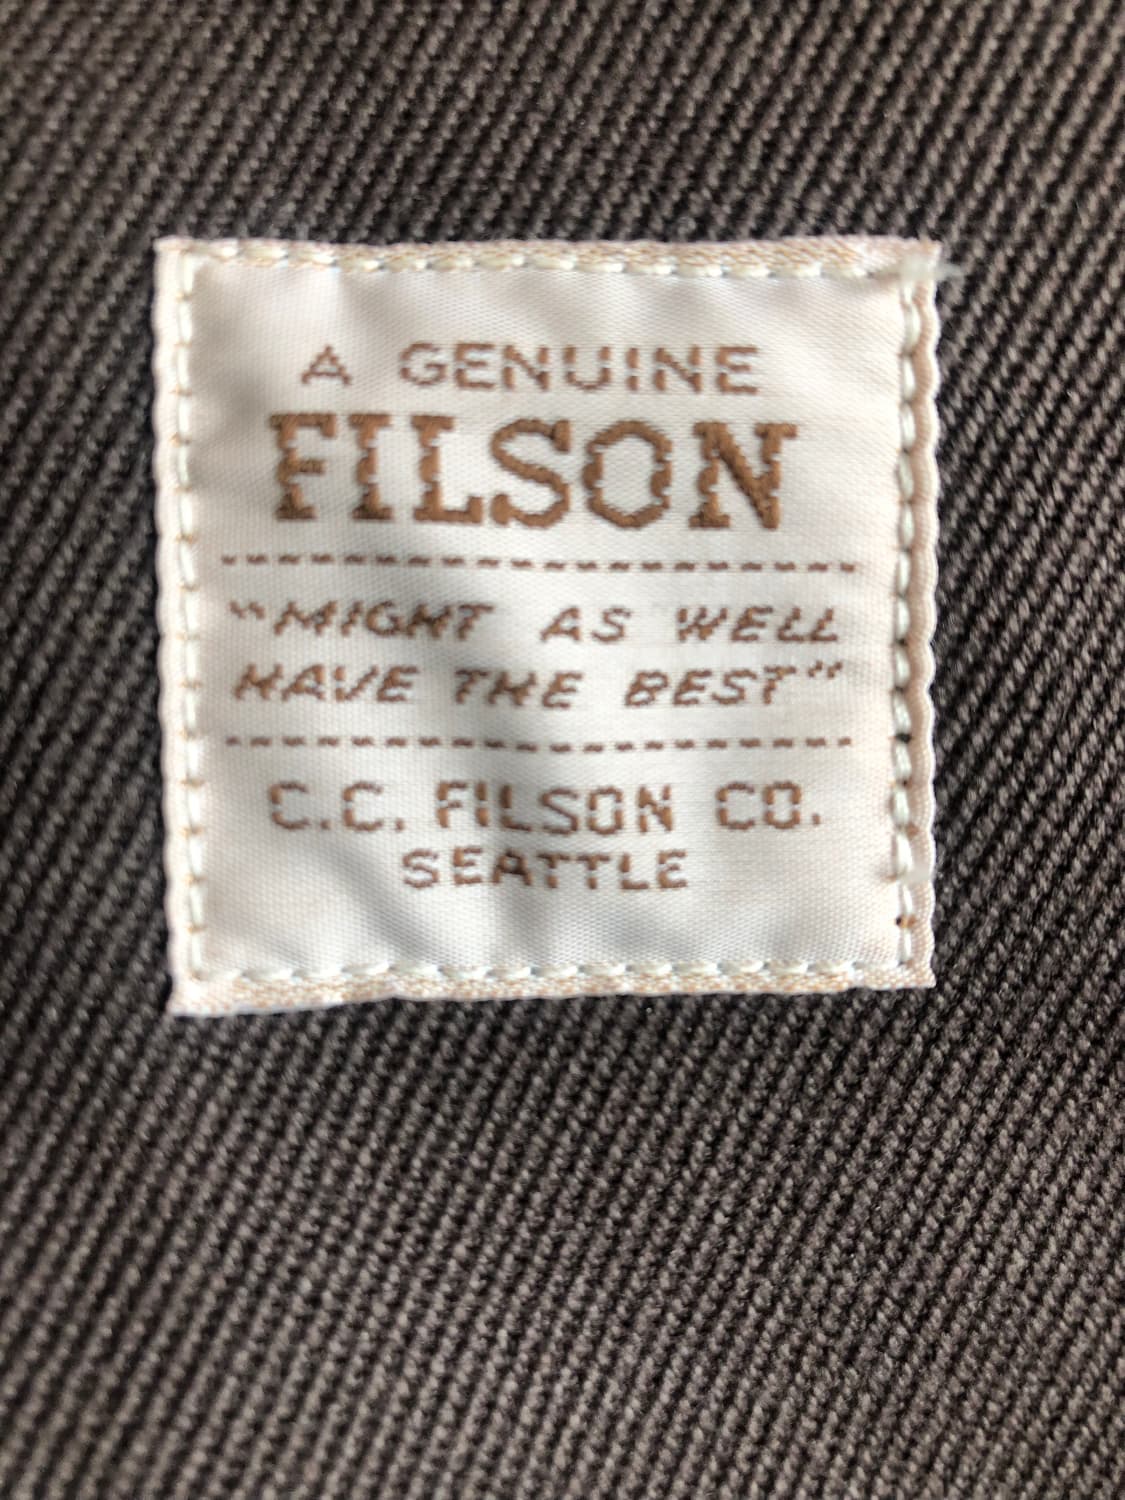 A GENUINE
FILSON
"MIGHT AS WELL
HAVE THE BEST"
C.C. FILSON CO.
SEATTLE